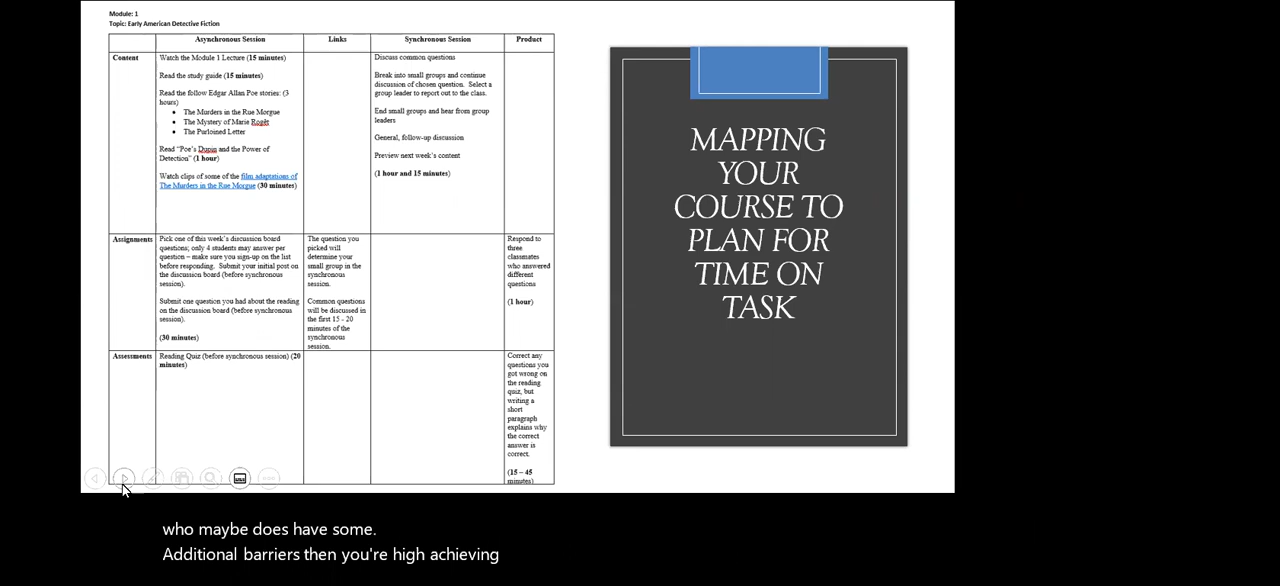 Module: 1
Topic: Early American Detective Fiction
Asynchronous Session
Links
Synchronous Session
Product
Content
Watch the Module 1 Lecture (15 minutes)
Read the study guide (15 minutes)
Read the follow Edgar Allan Poe stories: (3
hours)
• The Murders in the Rue Morgue
• The Mystery of Marie Rogêt
• The Purloined Letter
Read “Poe’s Dupin and the Power of
Detection” (1 hour)
Watch clips of some of the film adaptations of
The Murders in the Rue Morgue (30 minutes)
Discuss common questions
Break into small groups and continue
discussion of chosen question. Select a
group leader to report out to the class.
End small groups and hear from group
leaders
General, follow-up discussion
Preview next week’s content
(1 hour and 15 minutes)
Assignments
Pick one of this week’s discussion board
questions; only 4 students may answer per
question – make sure you sign-up on the list
before responding. Submit your initial post on
the discussion board (before synchronous
session).
Submit one question you had about the reading
on the discussion board (before synchronous
session).
(30 minutes)
The question you
picked will
determine your
small group in the
synchronous
session.
Common questions
will be discussed in
the first 15 - 20
minutes of the
synchronous
session.
Respond to
three
classmates
who answered
different
questions
(1 hour)
Assessments
Reading Quiz (before synchronous session) (20
minutes)
Correct any
questions you
got wrong on
the reading
quiz, but
writing a
short
paragraph
explains why
the correct
answer is
correct.
(15 – 45
minutes)
MAPPING
YOUR
COURSE TO
PLAN FOR
TIME ON
TASK
who maybe does have some.
Additional barriers then you're high achieving